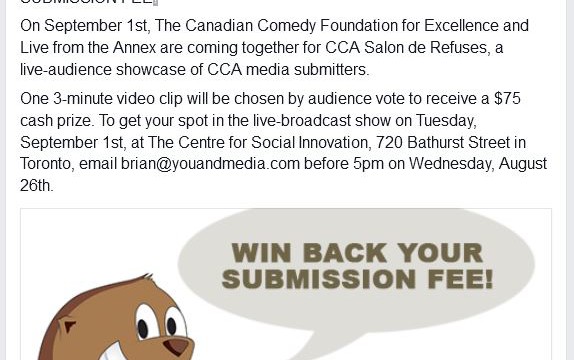 SUBMISSION FEE
On September 1st, The Canadian Comedy Foundation for Excellence and
Live from the Annex are coming together for CCA Salon de Refuses, a
live-audience showcase of CCA media submitters.
One 3-minute video clip will be chosen by audience vote to receive a $75
cash prize. To get your spot in the live-broadcast show on Tuesday,
September 1st, at The Centre for Social Innovation, 720 Bathurst Street in
Toronto, email brian@youandmedia.com before 5pm on Wednesday, August
26th.
WIN BACK YOUR
SUBMISSION FEE!